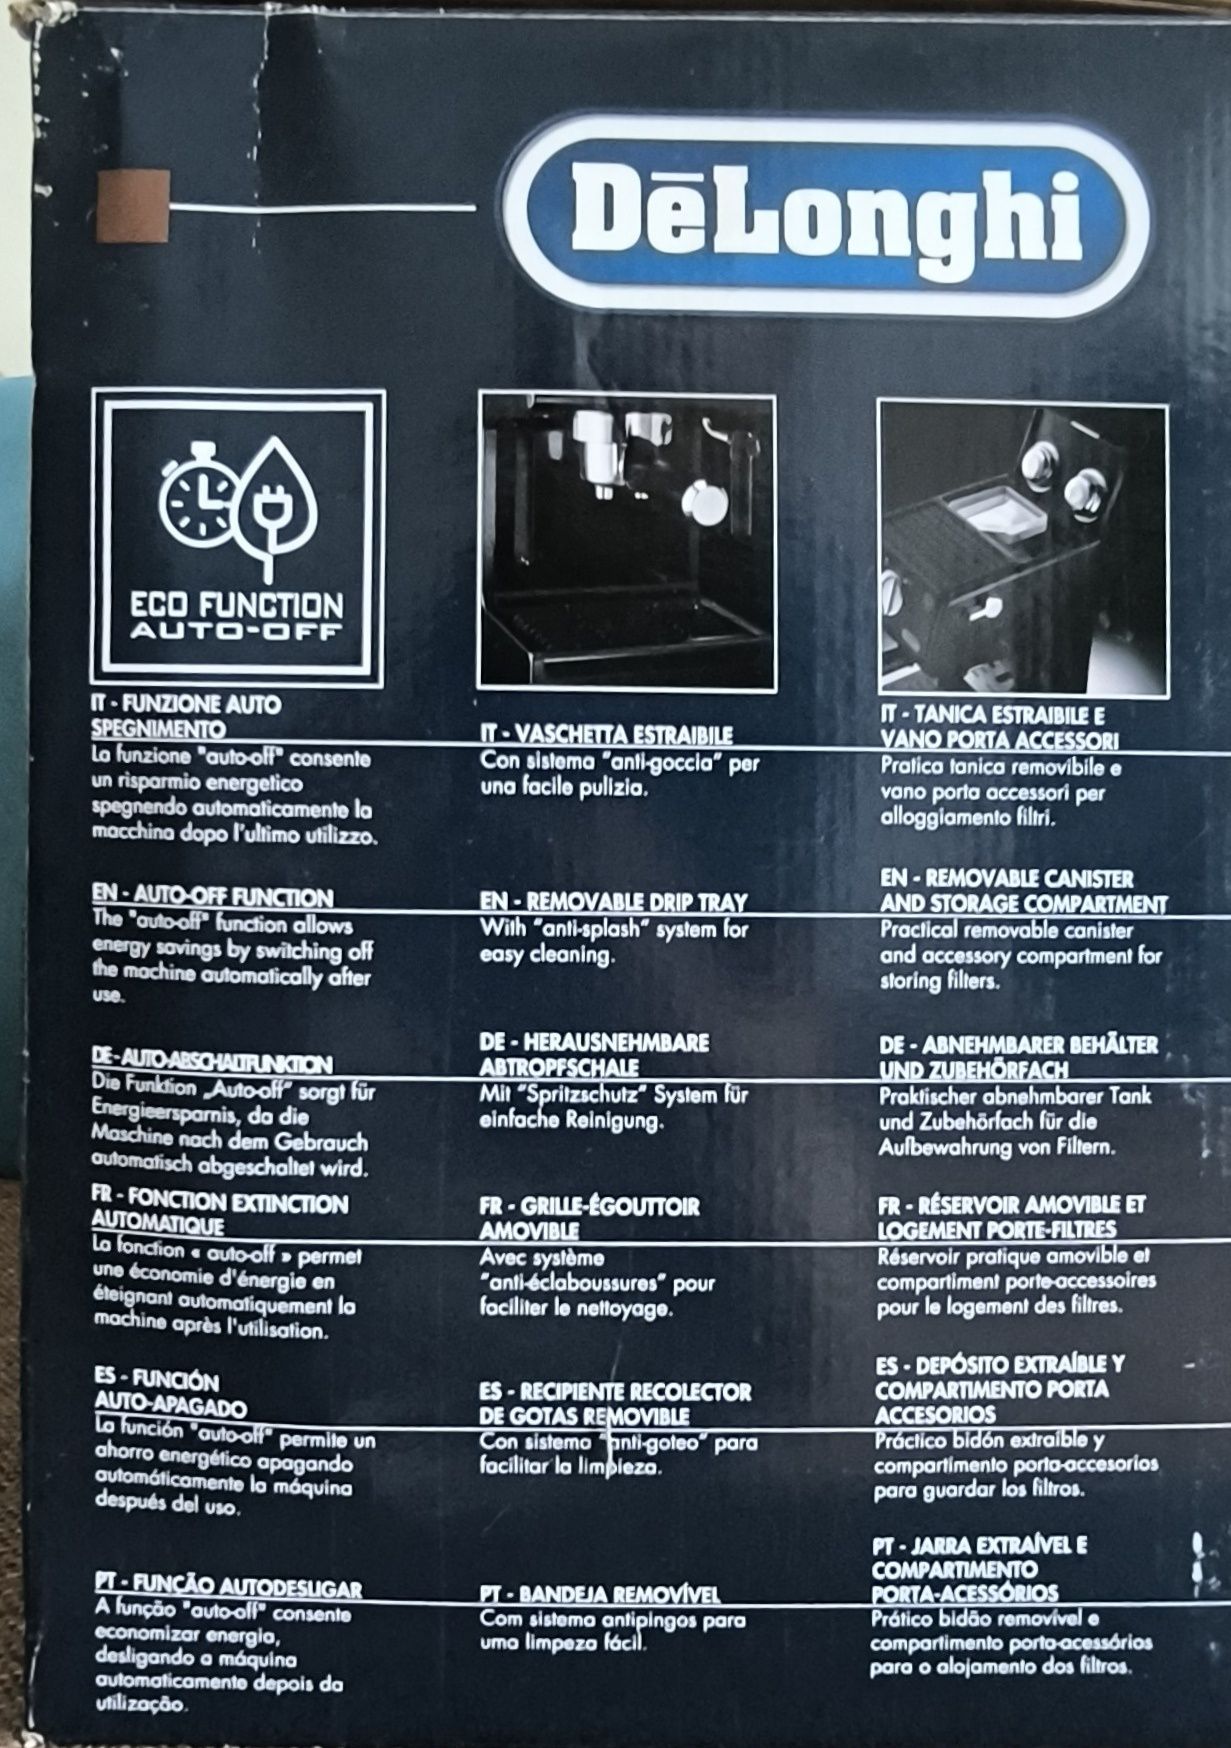 DēLonghi
ECO FUNCTION
AUTO-OFF
IT - FUNZIONE AUTO
SPEGNIMENTO
La funzione "auto-off" consente
un risparmio energetico
spegnendo automaticamente la
macchina dopo l'ultimo utilizzo.
EN - AUTO-OFF FUNCTION
The "auto-off" function allows
energy savings by switching off
the machine automatically after
use.
DE - AUTO-ABSCHALTFUNKTION
Die Funktion „Auto-off" sorgt für
Energieersparnis, da die
Maschine nach dem Gebrauch
automatisch abgeschaltet wird.
FR - FONCTION EXTINCTION
AUTOMATIQUE
La fonction « auto-off » permet
une économie d'énergie en
éteignant automatiquement la
machine après l'utilisation.
ES - FUNCIÓN
AUTO-APAGADO
La función "auto-off" permite un
ahorro energético apagando
automáticamente la máquina
después del uso.
PT - FUNÇÃO AUTODESLIGAR
A função "auto-off" consente
economizar energia,
desligando a máquina
automaticamente depois da
utilização.
IT - VASCHETTA ESTRAIBILE
Con sistema "anti-goccia" per
una facile pulizia.
EN - REMOVABLE DRIP TRAY
With "anti-splash" system for
easy cleaning.
DE - HERAUSNEHMBARE
ABTROPFSCHALE
Mit "Spritzschutz" System für
einfache Reinigung.
FR - GRILLE-ÉGOUTTOIR
AMOVIBLE
Avec système
"anti-éclaboussures" pour
faciliter le nettoyage.
ES - RECIPIENTE RECOLECTOR
DE GOTAS REMOVIBLE
Con sistema "anti-goteo" para
facilitar la limpieza.
PT - BANDEJA REMOVÍVEL
Com sistema antipingos para
uma limpeza fácil.
IT - TANICA ESTRAIBILE E
VANO PORTA ACCESSORI
Pratica tanica removibile e
vano porta accessori per
alloggiamento filtri.
EN - REMOVABLE CANISTER
AND STORAGE COMPARTMENT
Practical removable canister
and accessory compartment for
storing filters.
DE - ABNEHMBARER BEHÄLTER
UND ZUBEHÖRFACH
Praktischer abnehmbarer Tank
und Zubehörfach für die
Aufbewahrung von Filtern.
FR - RÉSERVOIR AMOVIBLE ET
LOGEMENT PORTE-FILTRES
Réservoir pratique amovible et
compartiment porte-accessoires
pour le logement des filtres.
ES - DEPÓSITO EXTRAÍBLE Y
COMPARTIMENTO PORTA
ACCESORIOS
Práctico bidón extraíble y
compartimento porta-accesorios
para guardar los filtros.
PT - JARRA EXTRAÍVEL E
COMPARTIMENTO
PORTA-ACESSÓRIOS
Prático bidão removível e
compartimento porta-acessórios
para o alojamento dos filtros.